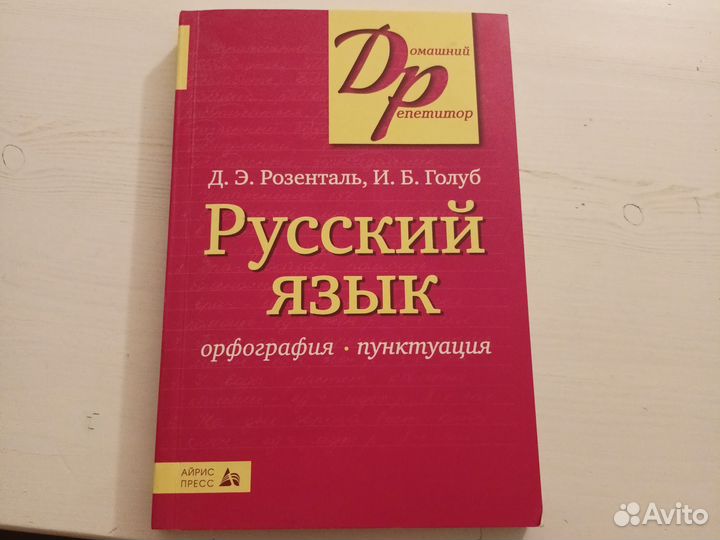 Домашний
Репетитор
Д. Э. Розенталь, И. Б. Голуб
Русский
язык
орфография · пунктуация
АЙРИС
ПРЕСС
Avito